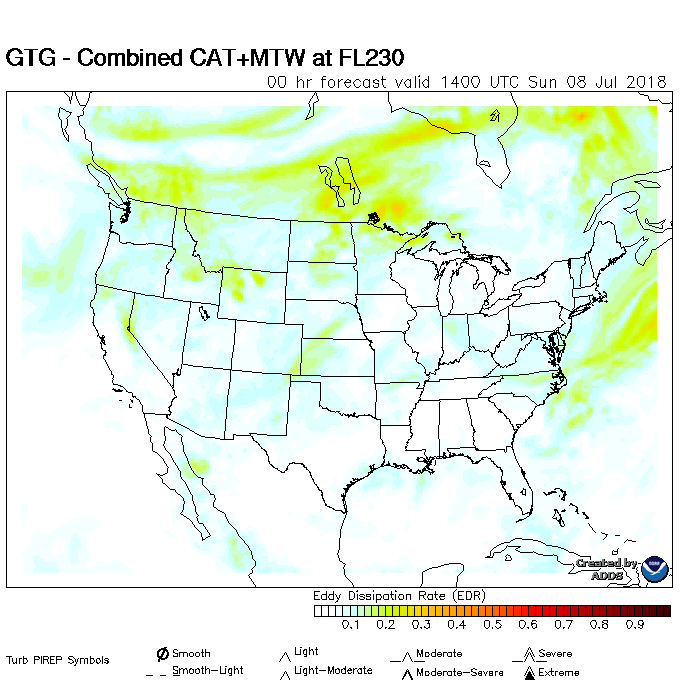 GTG - Combined CAT+MTW at FL230
00 hr forecast valid 1400 UTC Sun 08 Jul 2018
Created by
ADDS
Eddy Dissipation Rate (EDR)
0.1 0.2 0.3 0.4 0.5 0.6 0.7 0.8 0.9
Turb PIREP Symbols
Smooth Light Moderate Severe
Smooth-Light Light-Moderate Moderate-Severe Extreme